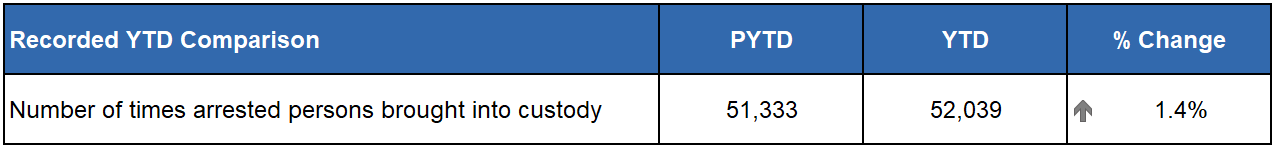 Recorded YTD Comparison PYTD YTD % Change
Number of times arrested persons brought into custody 51,333 52,039 1.4%